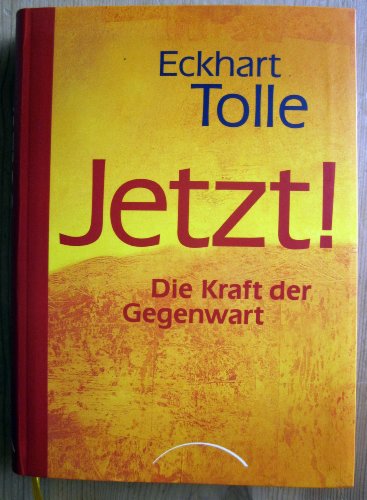 Eckhart
Tolle
Jetzt!
Die Kraft der
Gegenwart